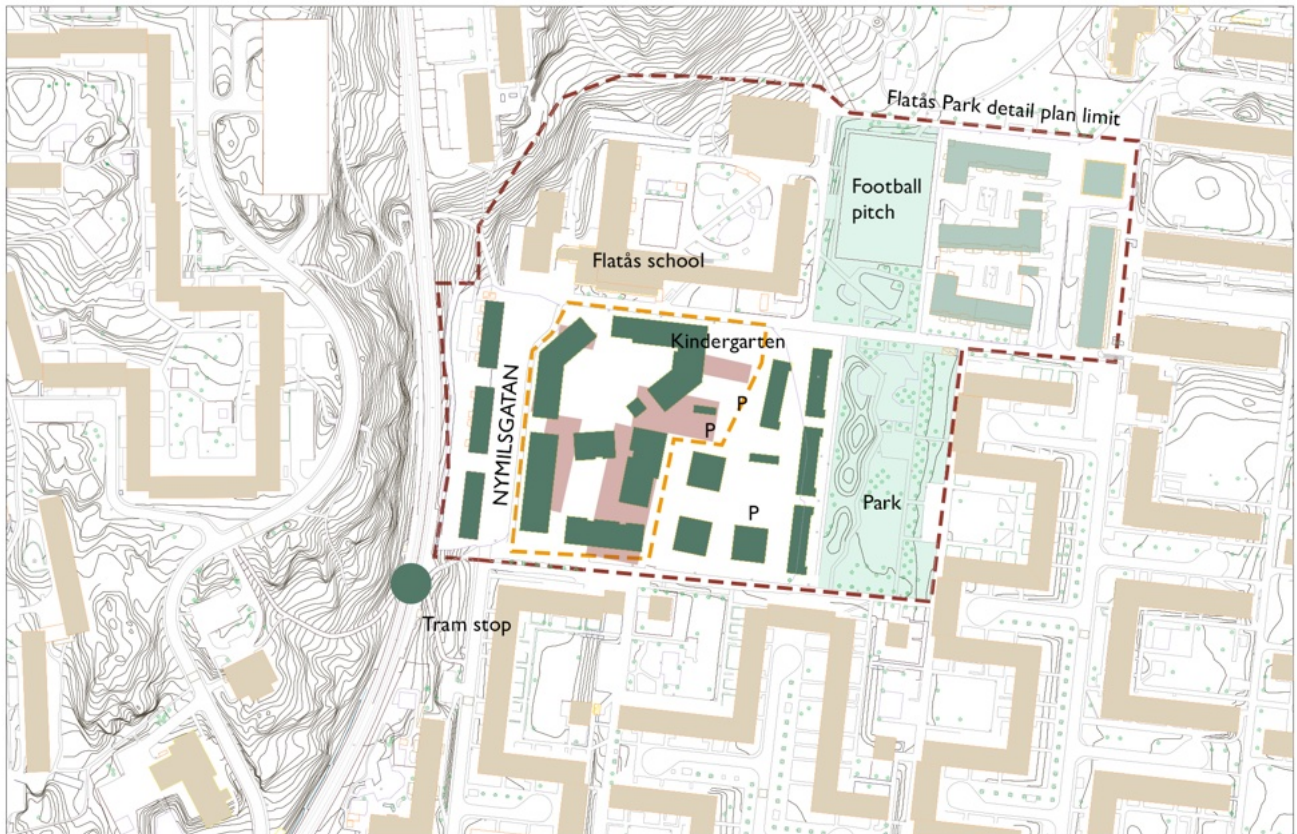 Flatås Park detail plan limit
Football
pitch
Flatås school
Kindergarten
NYMILSGATAN
P
P
P
Park
Tram stop